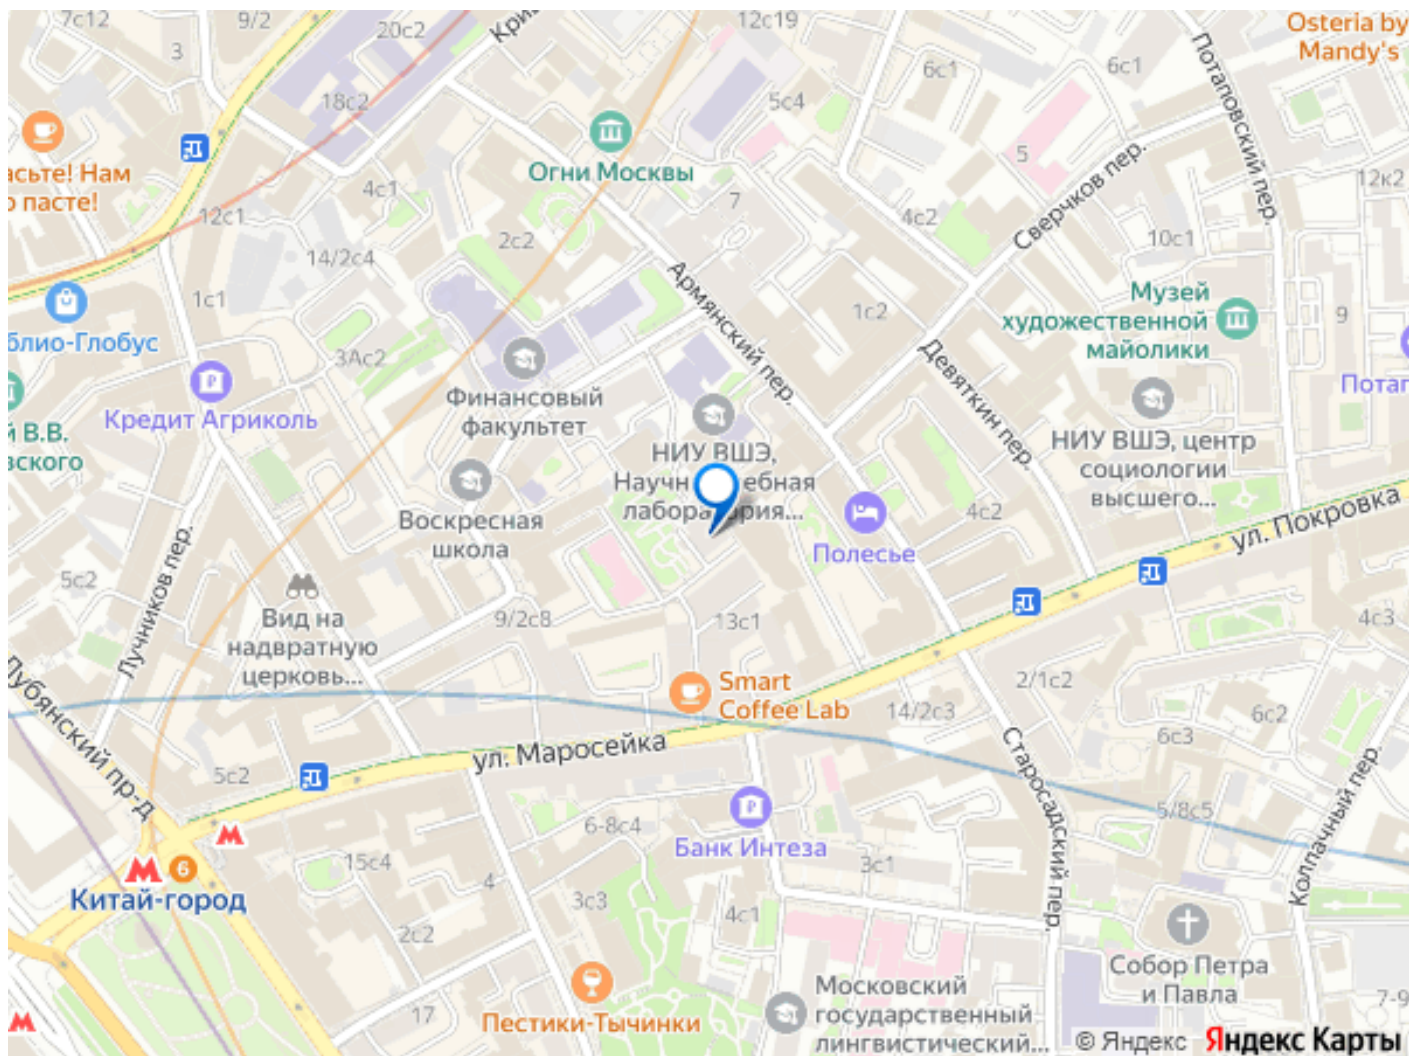 7с12
9/2
20с2
12с19
Osteria by
Mandy's
3
Потаповский пер.
6с1
6с1
18с2
5с4
5
Огни Москвы
Нам
пасте!
4с1
7
12к2
12с1
4с2
Сверчков пер.
2с2
10с1
14/2с4
Армянский пер.
1с1
1с2
Музей
художественной
майолики
9
3Ас2
Девяткин пер.
Кредит Агриколь
Финансовый
факультет
В.В.
НИУ ВШЭ,
НИУ ВШЭ, центр
социологии
высшего...
Воскресная
школа
4с2
ул. Покровка
Полесье
Лучников пер.
5с2
Вид на
надвратную
церковь...
9/2с8
13с1
4с3
Smart
Coffee Lab
2/1с2
14/2с3
6с2
6с3
Лубянский пр-д
ул. Маросейка
Старосадский пер.
5с2
Колпачный пер.
5/8с5
6-8с4
Банк Интеза
15с4
3с1
6
Китай-город
4
3с3
4с1
2с2
Собор Петра
и Павла
17
Пестики-Тычинки
Московский
государственный
лингвистический...
7-9
© Яндекс Яндекс Карты